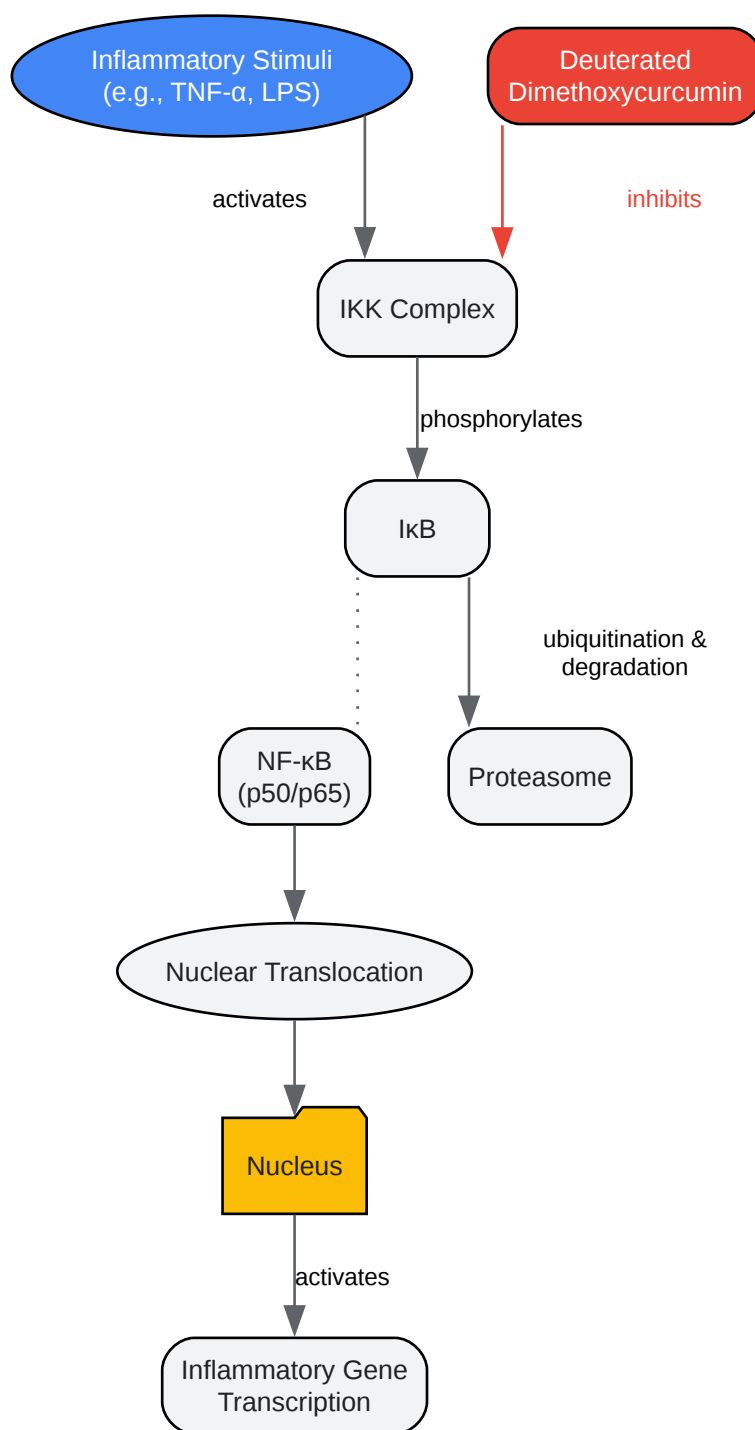 Inflammatory Stimuli
(e.g., TNF-α, LPS)
Deuterated
Dimethoxycurcumin
activates
inhibits
IKK Complex
phosphorylates
IκB
ubiquitination &
degradation
NF-κB
(p50/p65)
Proteasome
Nuclear Translocation
Nucleus
activates
Inflammatory Gene
Transcription